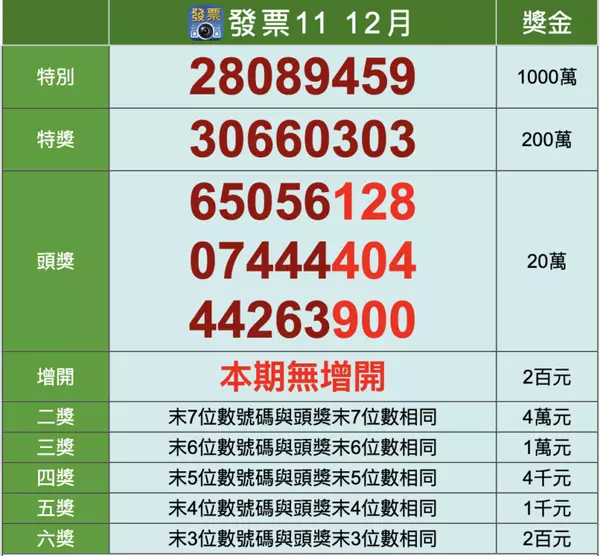 發票
發票11 12月 獎金
特別 28089459 1000萬
特獎 30660303 200萬
頭獎 65056128
07444404
44263900 20萬
增開 本期無增開 2百元
二獎 末7位數號碼與頭獎末7位數相同 4萬元
三獎 末6位數號碼與頭獎末6位數相同 1萬元
四獎 末5位數號碼與頭獎末5位數相同 4千元
五獎 末4位數號碼與頭獎末4位數相同 1千元
六獎 末3位數號碼與頭獎末3位數相同 2百元